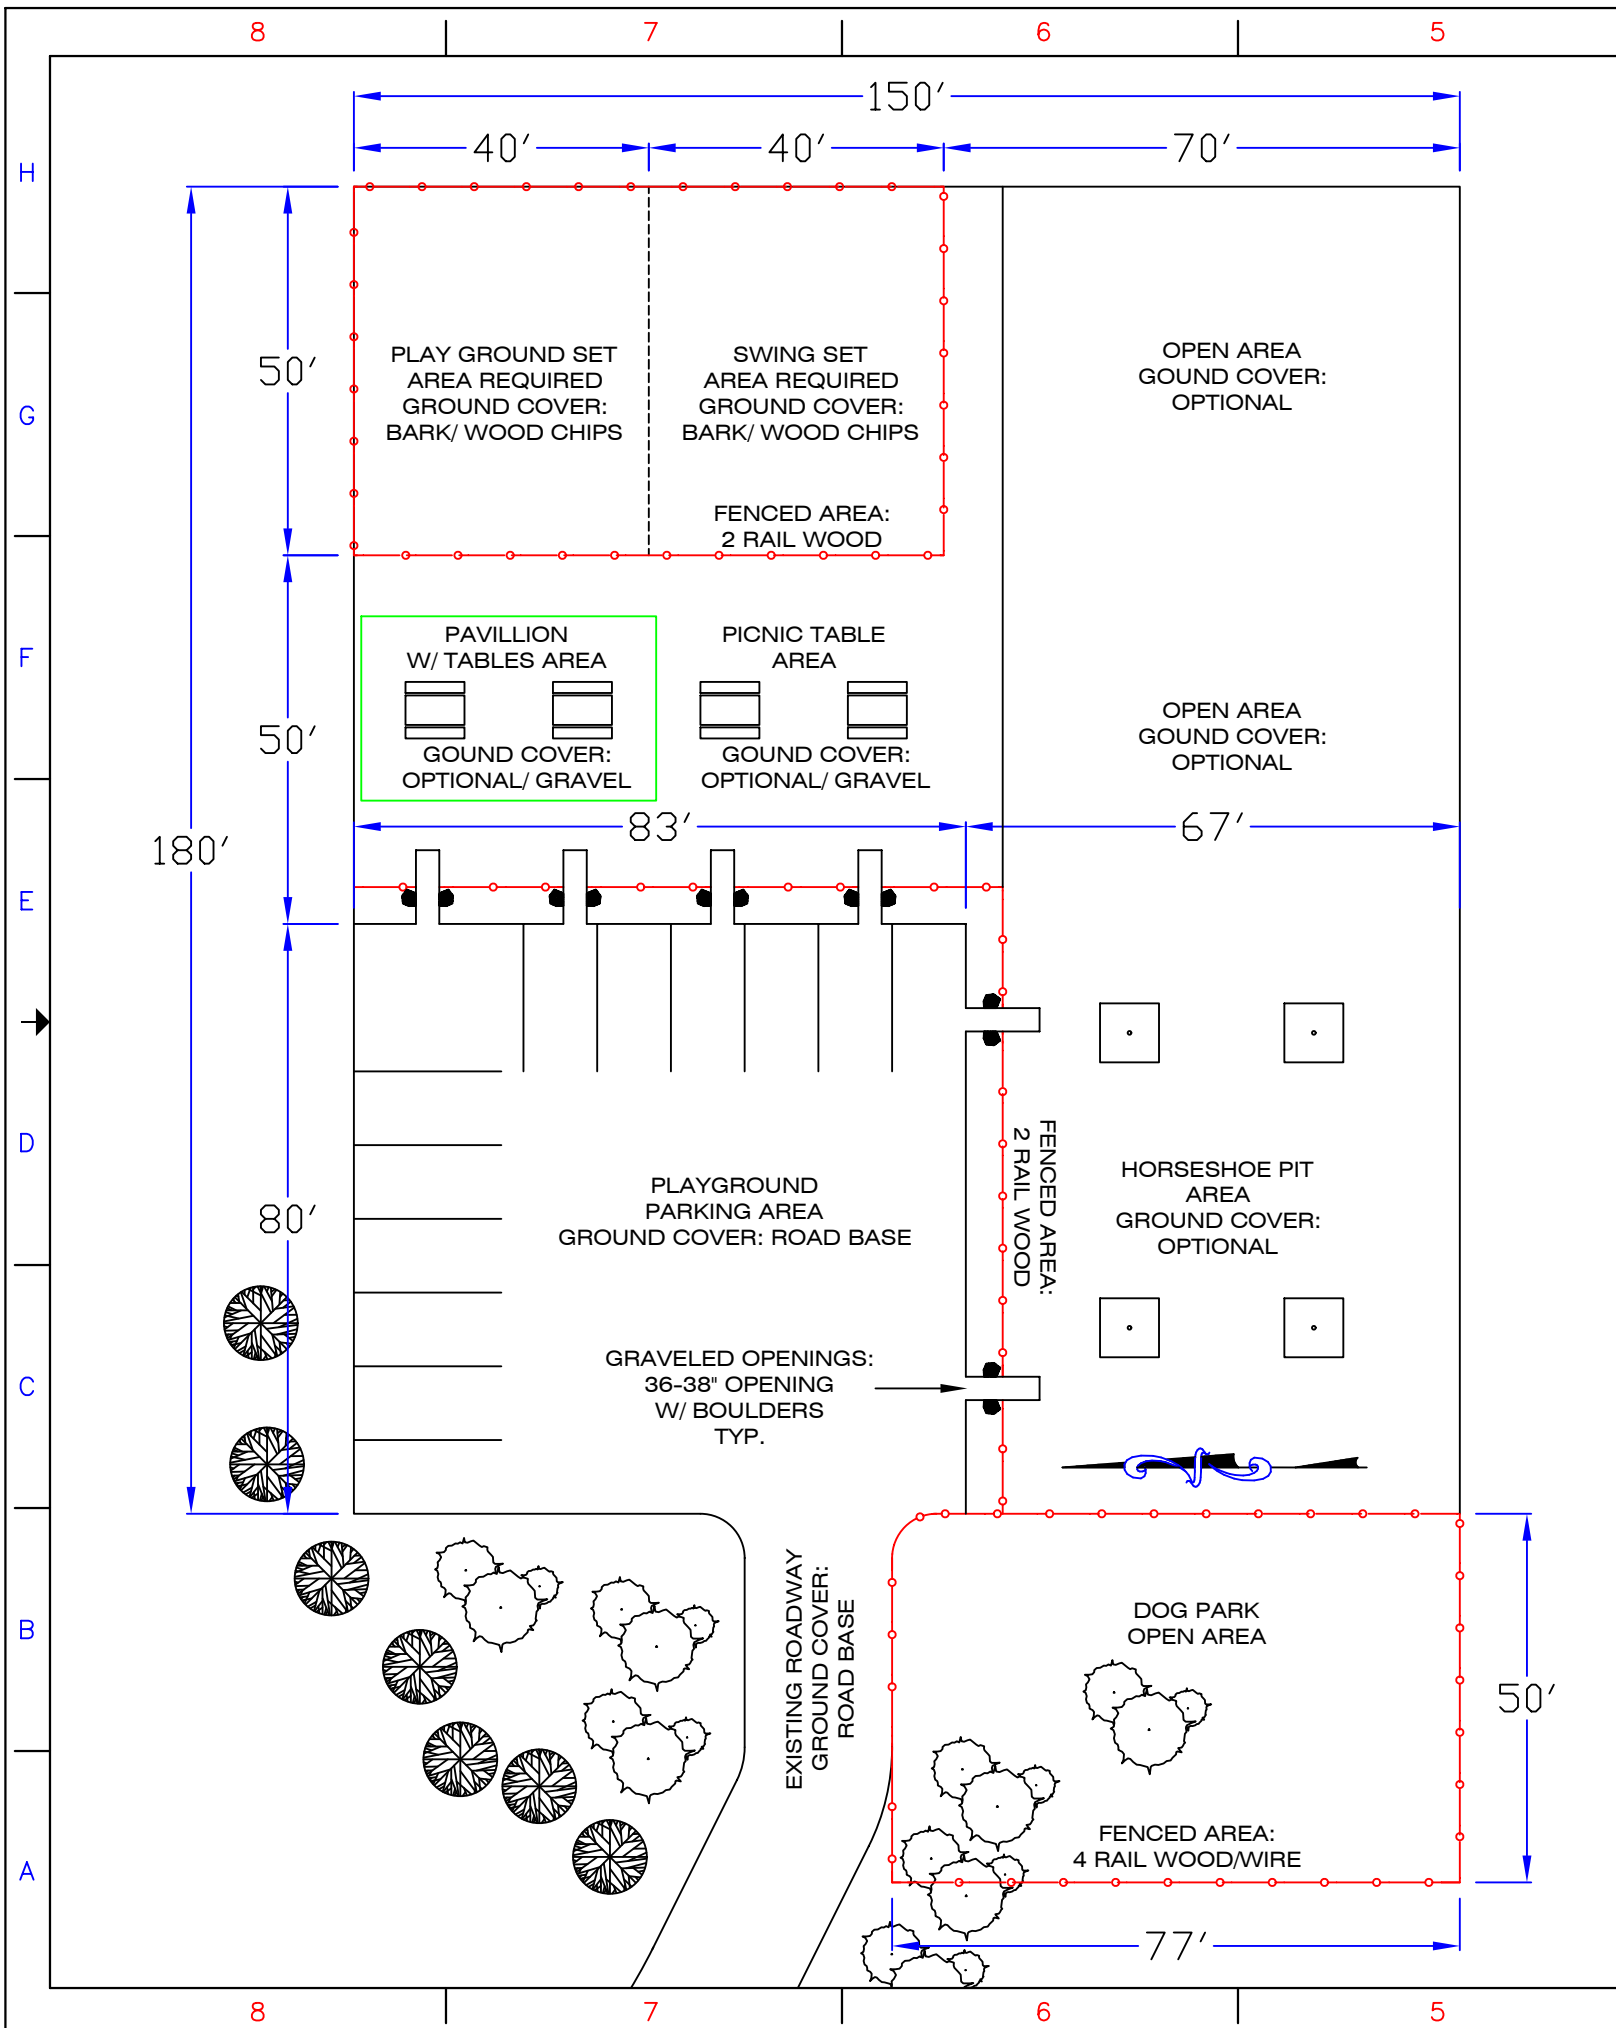 8 7 6 5
150'
40' 40' 70'
H
G
F
E
D
C
B
A
180'
50'
50'
80'
PLAY GROUND SET
AREA REQUIRED
GROUND COVER:
BARK/ WOOD CHIPS
SWING SET
AREA REQUIRED
GROUND COVER:
BARK/ WOOD CHIPS
FENCED AREA:
2 RAIL WOOD
OPEN AREA
GOUND COVER:
OPTIONAL
PAVILLION
W/ TABLES AREA
GOUND COVER:
OPTIONAL/ GRAVEL
PICNIC TABLE
AREA
GOUND COVER:
OPTIONAL/ GRAVEL
OPEN AREA
GOUND COVER:
OPTIONAL
83' 67'
PLAYGROUND
PARKING AREA
GROUND COVER: ROAD BASE
FENCED AREA:
2 RAIL WOOD
HORSESHOE PIT
AREA
GROUND COVER:
OPTIONAL
GRAVELED OPENINGS:
36-38" OPENING
W/ BOULDERS
TYP.
N
EXISTING ROADWAY
GROUND COVER:
ROAD BASE
DOG PARK
OPEN AREA
50'
FENCED AREA:
4 RAIL WOOD/WIRE
77'
8 7 6 5